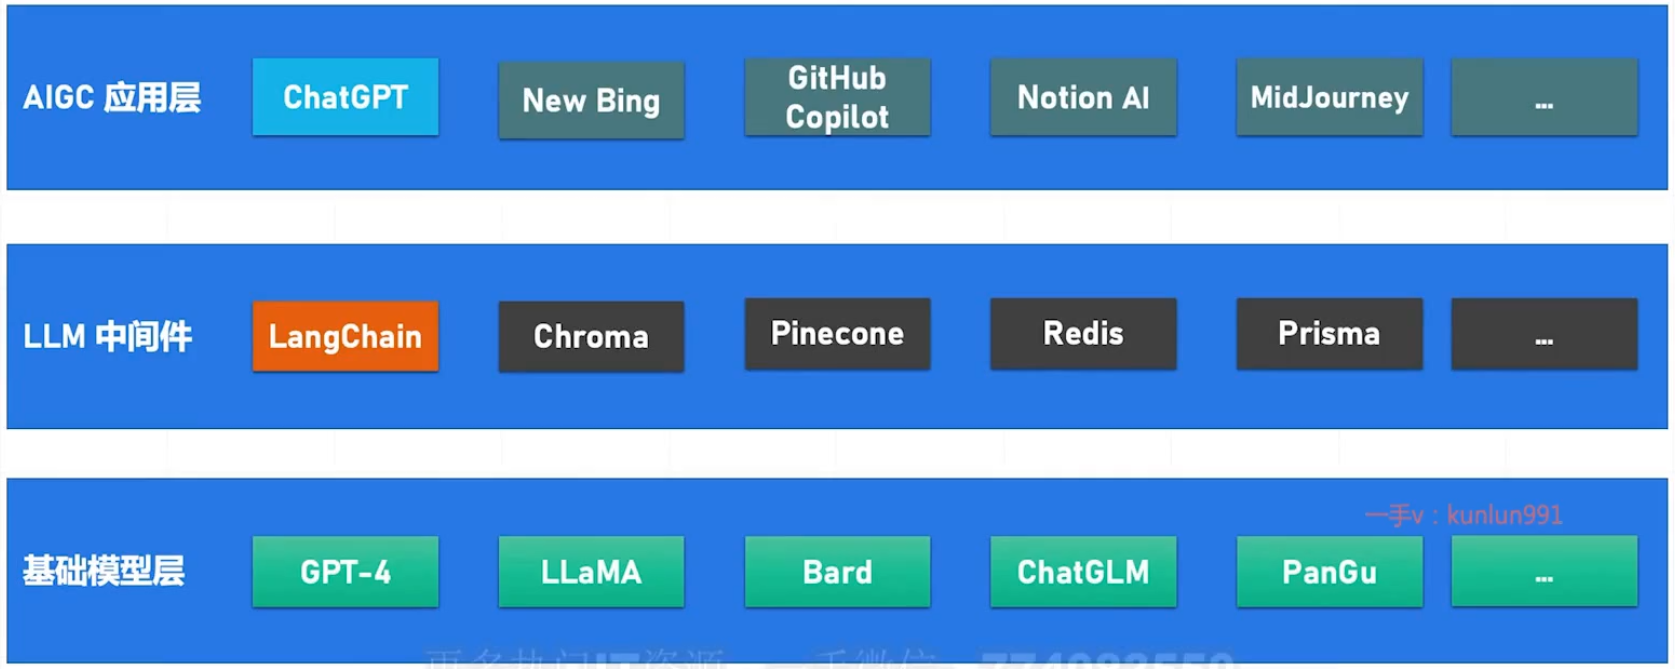 AIGC 应用层
ChatGPT
New Bing
GitHub
Copilot
Notion AI
MidJourney
...
LLM 中间件
LangChain
Chroma
Pinecone
Redis
Prisma
...
一手v：kunlun991
基础模型层
GPT-4
LLaMA
Bard
ChatGLM
PanGu
...